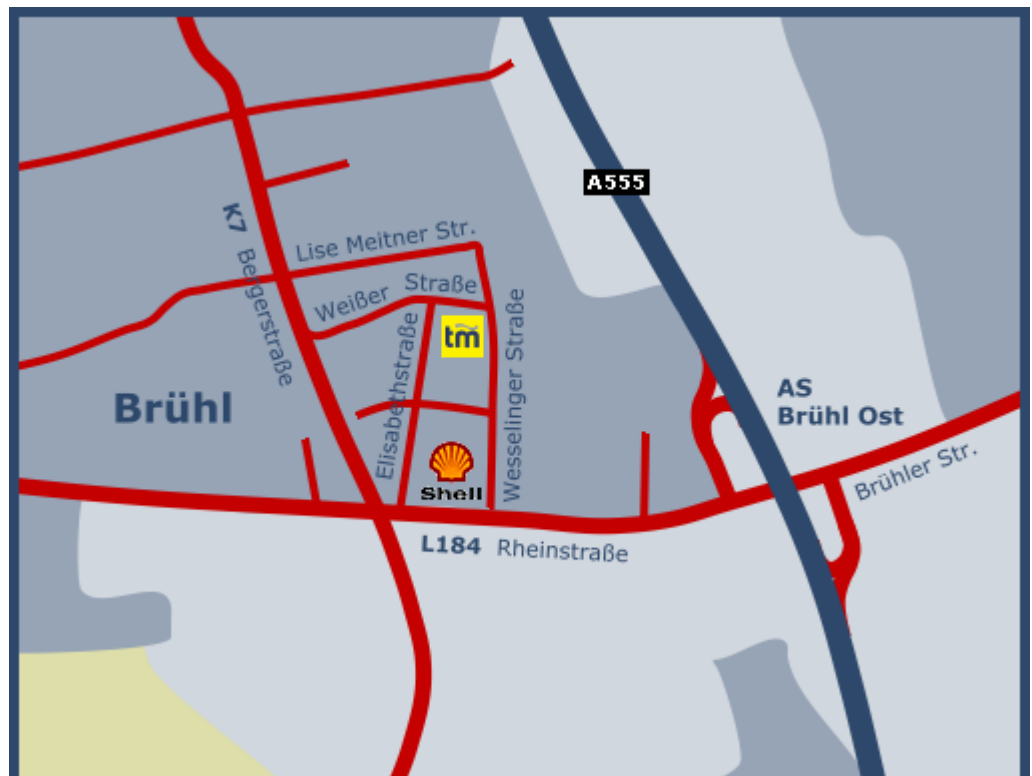 A555
K7 Bergerstraße
Lise Meitner Str.
Weißer Straße
tm
Elisabethstraße
Wesselinger Straße
AS
Brühl Ost
Brühl
Brühler Str.
Shell
L184 Rheinstraße